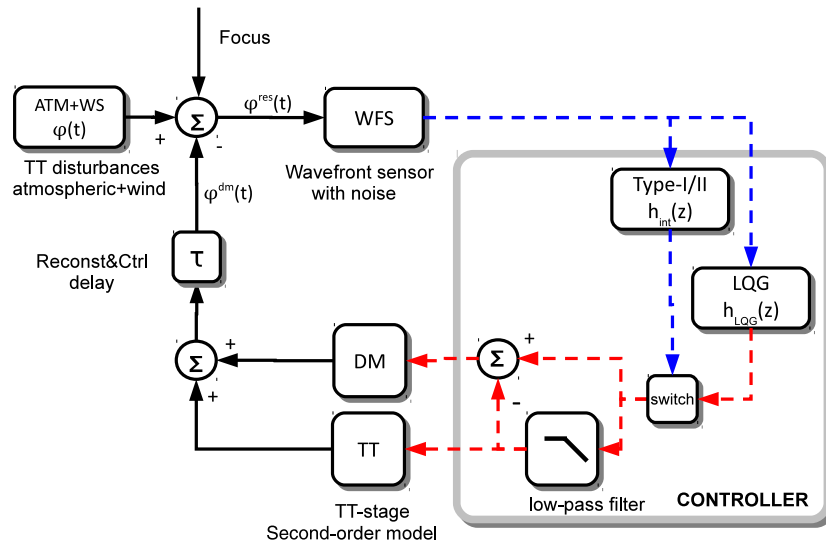 Focus
ATM+WS
φ(t)
+
Σ
-
φres(t)
WFS
TT disturbances
atmospheric+wind
Wavefront sensor
with noise
φdm(t)
Type-I/II
hint(z)
Reconst&Ctrl
delay
τ
LQG
hLQG(z)
Σ
+
+
DM
Σ
+
-
switch
TT
low-pass filter
CONTROLLER
TT-stage
Second-order model